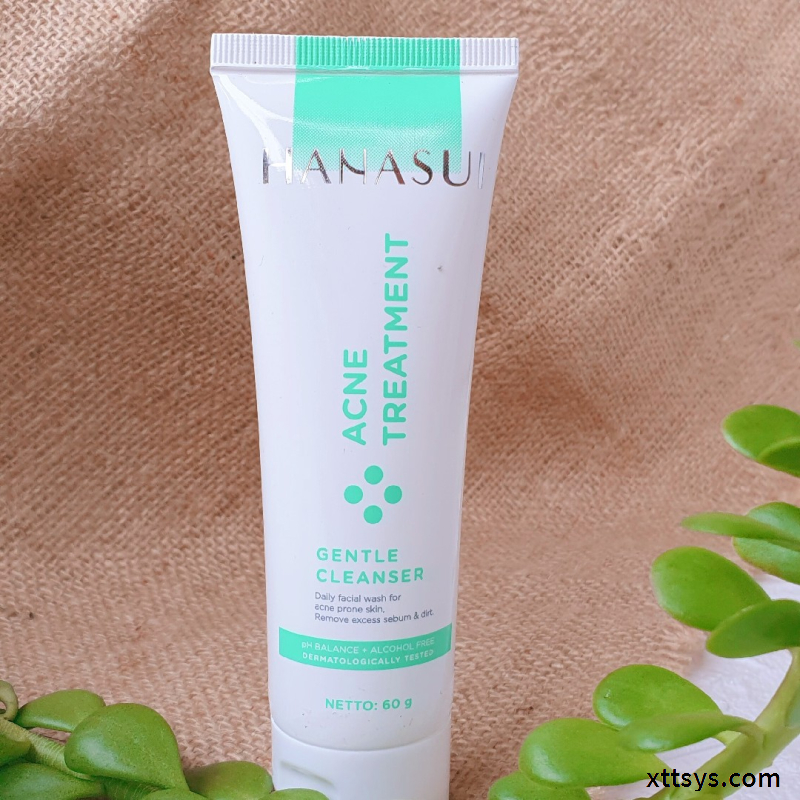 HANASUI
ACNE
TREATMENT
GENTLE
CLEANSER
Daily facial wash for
acne prone skin,
Remove excess sebum & dirt.
pH BALANCE + ALCOHOL FREE
DERMATOLOGICALLY TESTED
NETTO: 60 g
xttsys.com